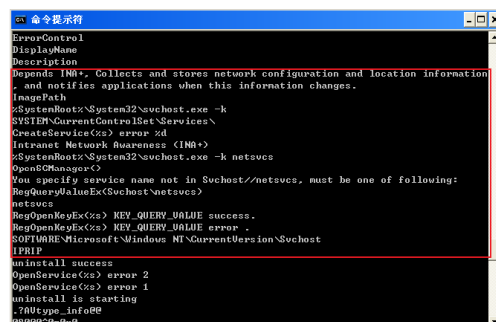 命令提示符
ErrorControl
DisplayName
Description
Depends INA+, Collects and stores network configuration and location information
, and notifies applications when this information changes.
ImagePath
%SystemRoot%\System32\svchost.exe -k
SYSTEM\CurrentControlSet\Services\
CreateService(%s) error %d
Intranet Network Awareness (INA+)
%SystemRoot%\System32\svchost.exe -k netsvcs
OpenSCManager()
You specify service name not in Svchost//netsvcs, must be one of following:
RegQueryValueEx(Svchost\netsvcs)
netsvcs
RegOpenKeyEx(%s) KEY_QUERY_VALUE success.
RegOpenKeyEx(%s) KEY_QUERY_VALUE error .
SOFTWARE\Microsoft\Windows NT\CurrentVersion\Svchost
IPRIP
uninstall success
OpenService(%s) error 2
OpenService(%s) error 1
uninstall is starting
.?AVtype_info@@